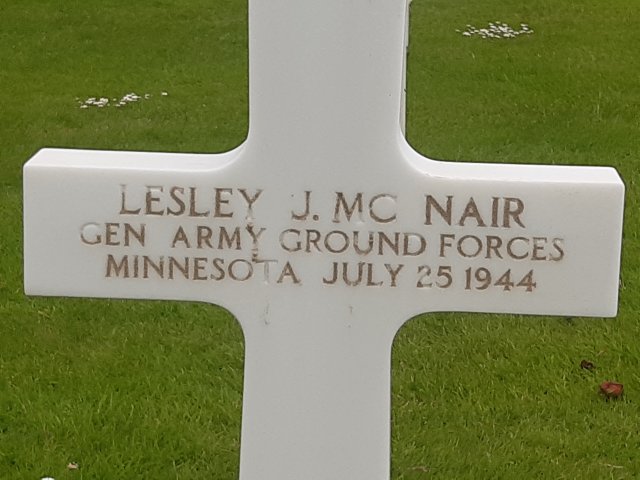 LESLEY J. MC NAIR
GEN ARMY GROUND FORCES
MINNESOTA JULY 25 1944